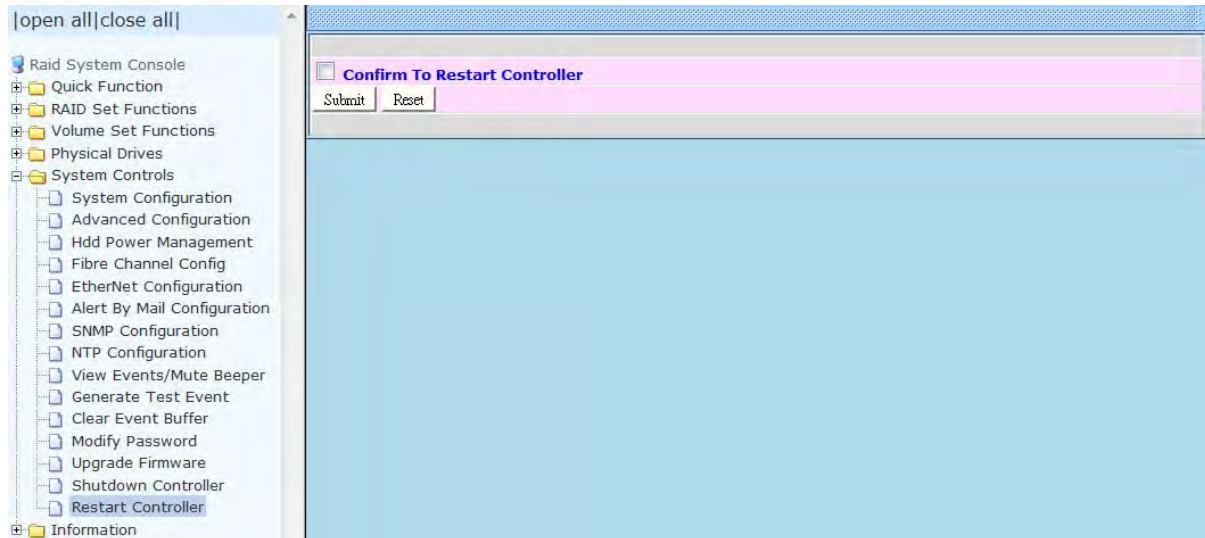 |open all|close all|
Raid System Console
Quick Function
RAID Set Functions
Volume Set Functions
Physical Drives
System Controls
System Configuration
Advanced Configuration
Hdd Power Management
Fibre Channel Config
EtherNet Configuration
Alert By Mail Configuration
SNMP Configuration
NTP Configuration
View Events/Mute Beeper
Generate Test Event
Clear Event Buffer
Modify Password
Upgrade Firmware
Shutdown Controller
Restart Controller
Information
Confirm To Restart Controller
Submit Reset